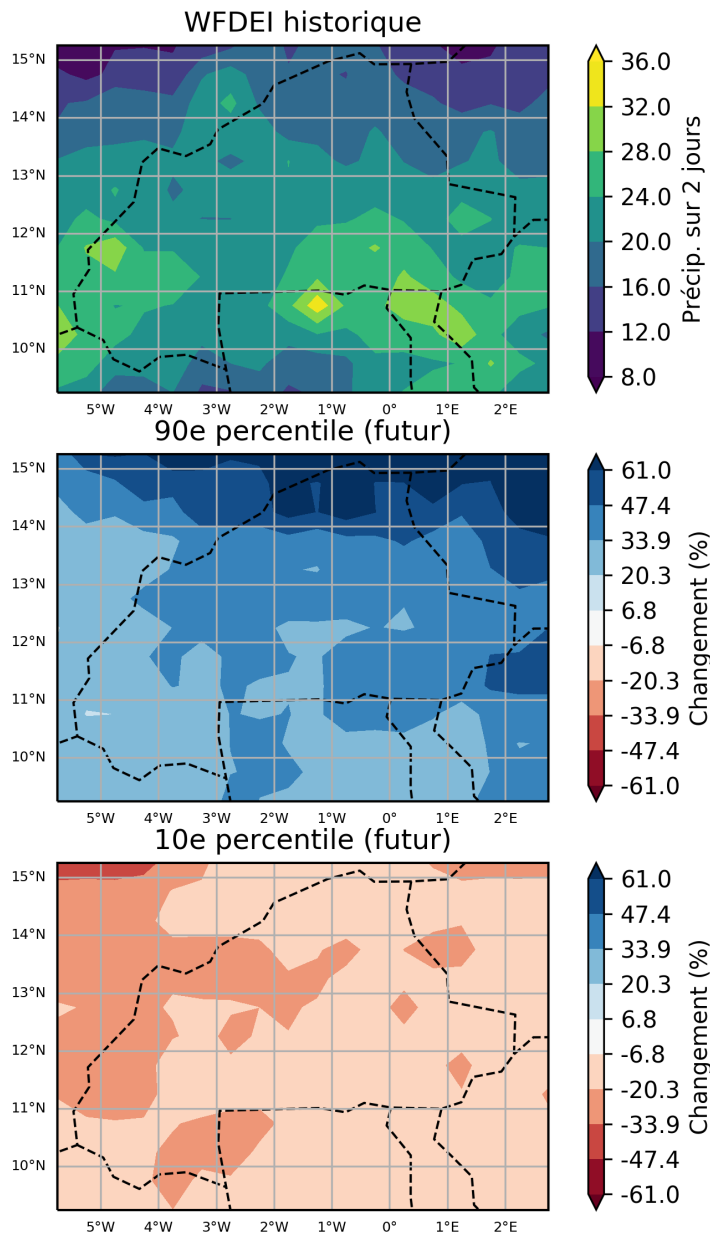 WFDEI historique
15°N
14°N
13°N
12°N
11°N
10°N
5°W 4°W 3°W 2°W 1°W 0° 1°E 2°E
36.0
32.0
28.0
24.0
20.0
16.0
12.0
8.0
Précip. sur 2 jours
90e percentile (futur)
15°N
14°N
13°N
12°N
11°N
10°N
5°W 4°W 3°W 2°W 1°W 0° 1°E 2°E
61.0
47.4
33.9
20.3
6.8
-6.8
-20.3
-33.9
-47.4
-61.0
Changement (%)
10e percentile (futur)
15°N
14°N
13°N
12°N
11°N
10°N
5°W 4°W 3°W 2°W 1°W 0° 1°E 2°E
61.0
47.4
33.9
20.3
6.8
-6.8
-20.3
-33.9
-47.4
-61.0
Changement (%)